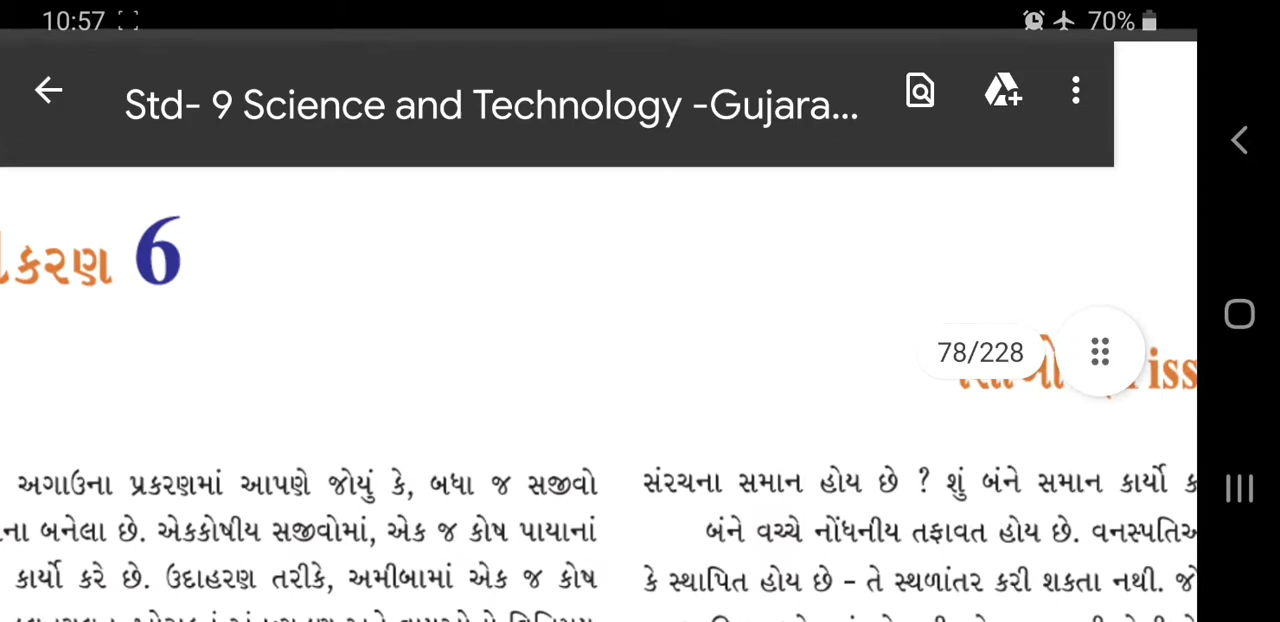 10:57
70%
Std- 9 Science and Technology -Gujara...
કરણ 6
78/228
iss
અગાઉના પ્રકરણમાં આપણે જોયું કે, બધા જ સજીવો
ના બનેલા છે. એકકોષીય સજીવોમાં, એક જ કોષ પાયાનાં
કાર્યો કરે છે. ઉદાહરણ તરીકે, અમીબામાં એક જ કોષ
સંરચના સમાન હોય છે ? શું બંને સમાન કાર્યો ક
બંને વચ્ચે નોંધનીય તફાવત હોય છે. વનસ્પતિઅ
કે સ્થાપિત હોય છે – તે સ્થળાંતર કરી શકતા નથી. જે